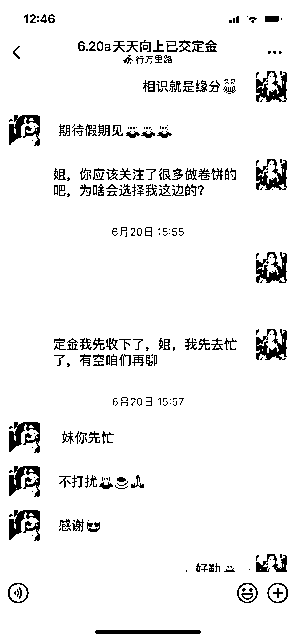 12:46
6.20a天天向上已交定金
行万里路
相识就是缘分
期待假期见
姐，你应该关注了很多做卷饼的
吧，为啥会选择我这边的？
6月20日 15:55
定金我先收下了，姐，我先去忙
了，有空咱们再聊
6月20日 15:57
妹你先忙
不打扰
感谢
好勒